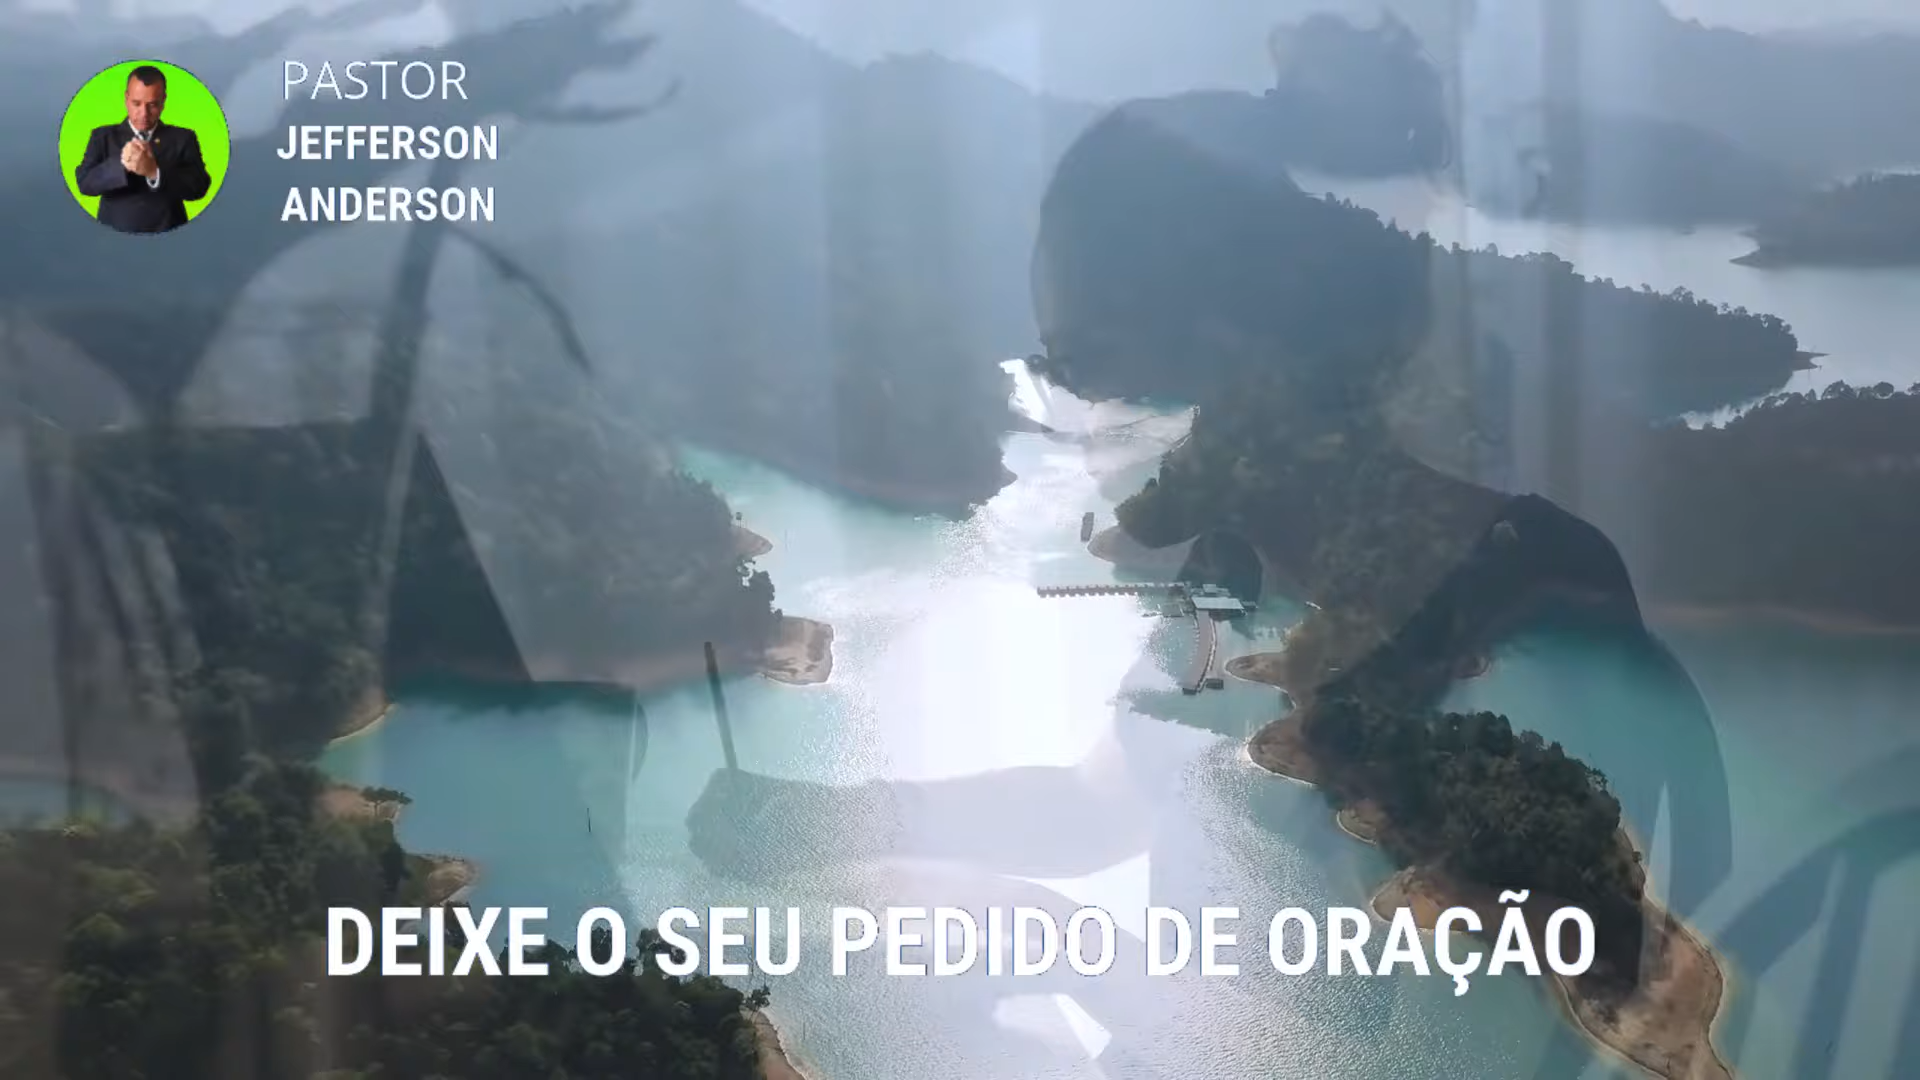 PASTOR
JEFFERSON
ANDERSON
DEIXE O SEU PEDIDO DE ORAÇÃO